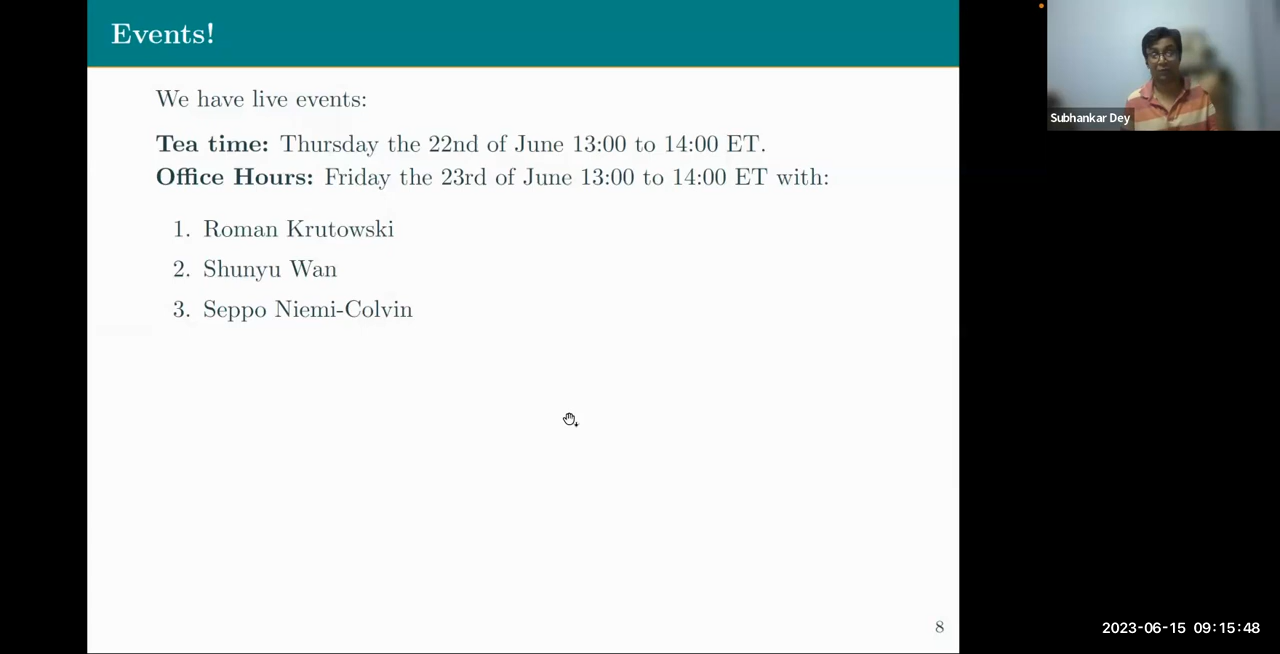 Events!
We have live events:
Tea time: Thursday the 22nd of June 13:00 to 14:00 ET.
Office Hours: Friday the 23rd of June 13:00 to 14:00 ET with:
1. Roman Krutowski
2. Shunyu Wan
3. Seppo Niemi-Colvin
8
Subhankar Dey
2023-06-15 09:15:48